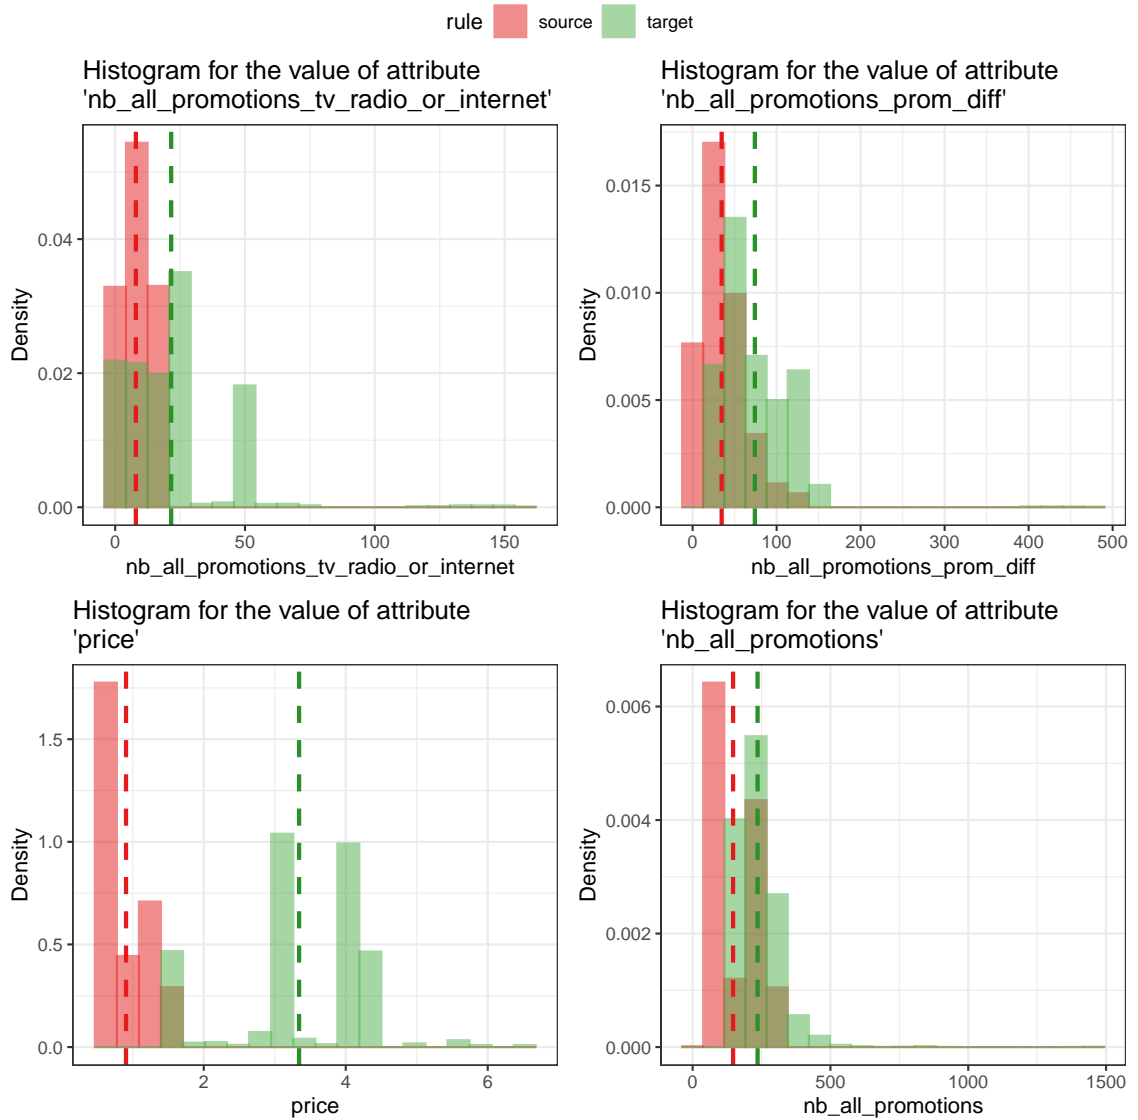 rule source target
Histogram for the value of attribute
'nb_all_promotions_tv_radio_or_internet'
Density
0.04
0.02
0.00
0 50 100 150
nb_all_promotions_tv_radio_or_internet
Histogram for the value of attribute
'nb_all_promotions_prom_diff'
Density
0.015
0.010
0.005
0.000
0 100 200 300 400 500
nb_all_promotions_prom_diff
Histogram for the value of attribute
'price'
Density
1.5
1.0
0.5
0.0
2 4 6
price
Histogram for the value of attribute
'nb_all_promotions'
Density
0.006
0.004
0.002
0.000
0 500 1000 1500
nb_all_promotions